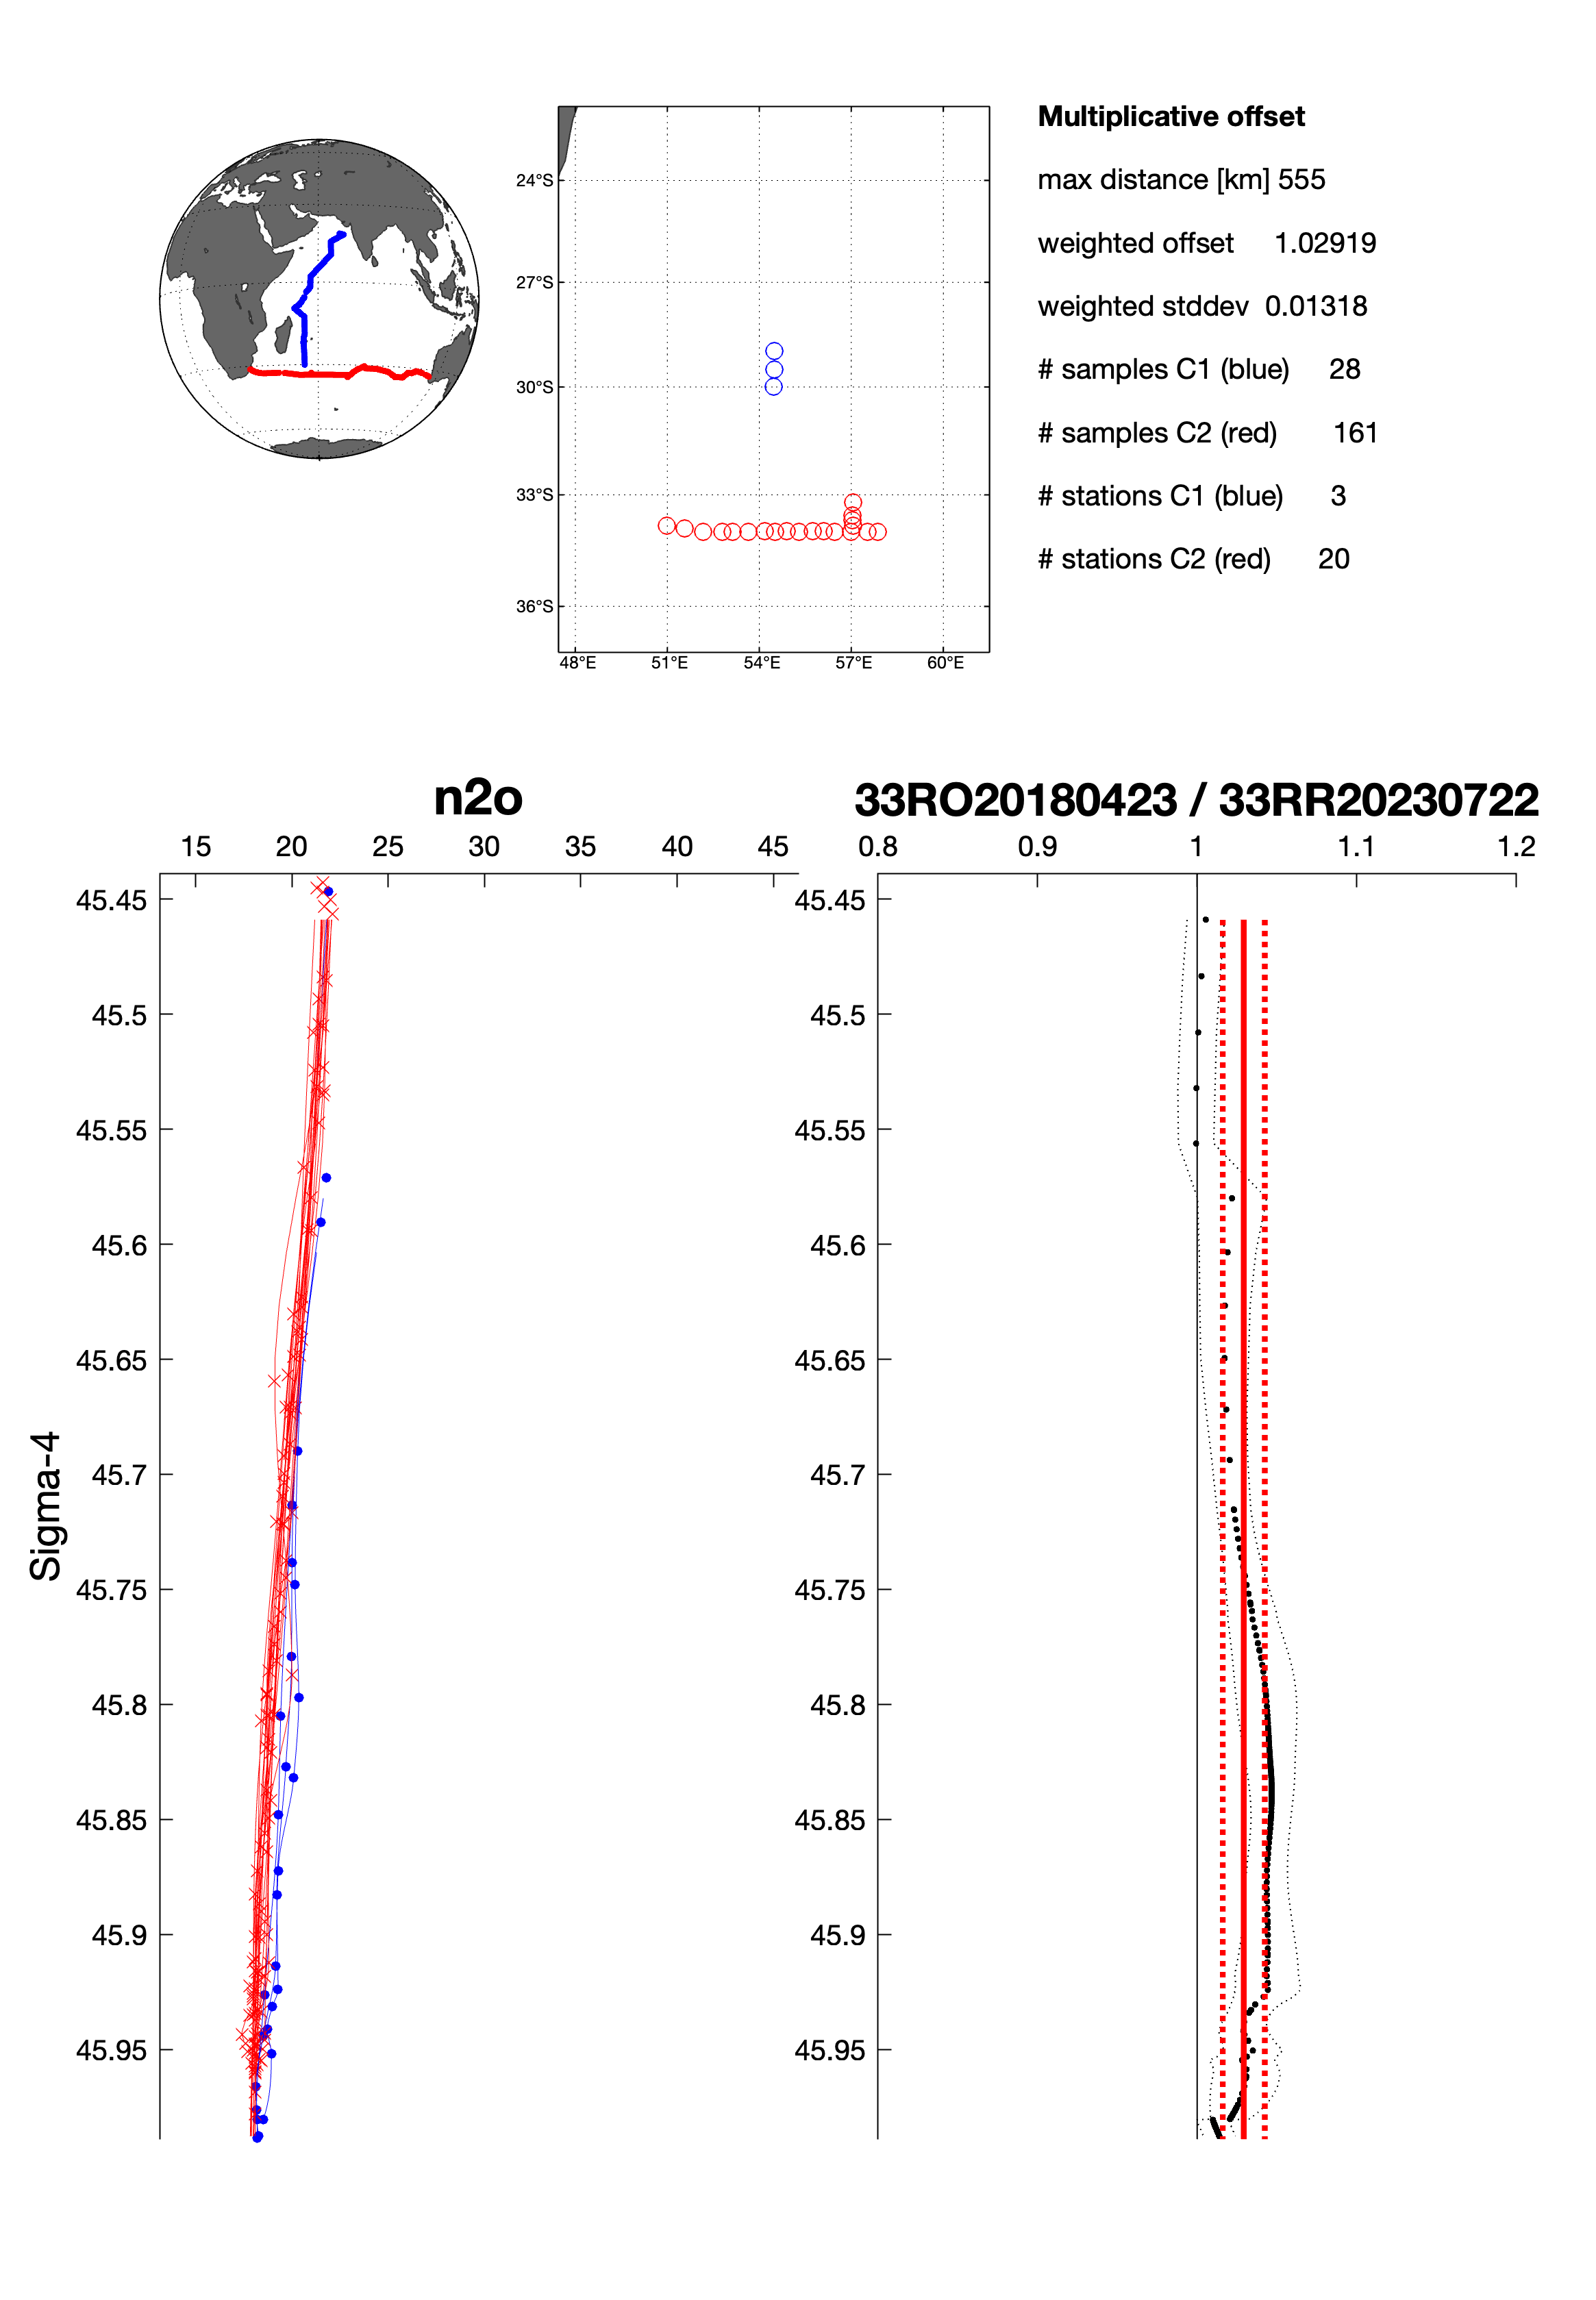 Multiplicative offset
max distance [km] 555
weighted offset 1.02919
weighted stddev 0.01318
# samples C1 (blue) 28
# samples C2 (red) 161
# stations C1 (blue) 3
# stations C2 (red) 20
24°S
27°S
30°S
33°S
36°S
48°E 51°E 54°E 57°E 60°E
n2o
15 20 25 30 35 40 45
45.45
45.5
45.55
45.6
45.65
45.7
45.75
45.8
45.85
45.9
45.95
Sigma-4
33RO20180423 / 33RR20230722
0.8 0.9 1 1.1 1.2
45.45
45.5
45.55
45.6
45.65
45.7
45.75
45.8
45.85
45.9
45.95